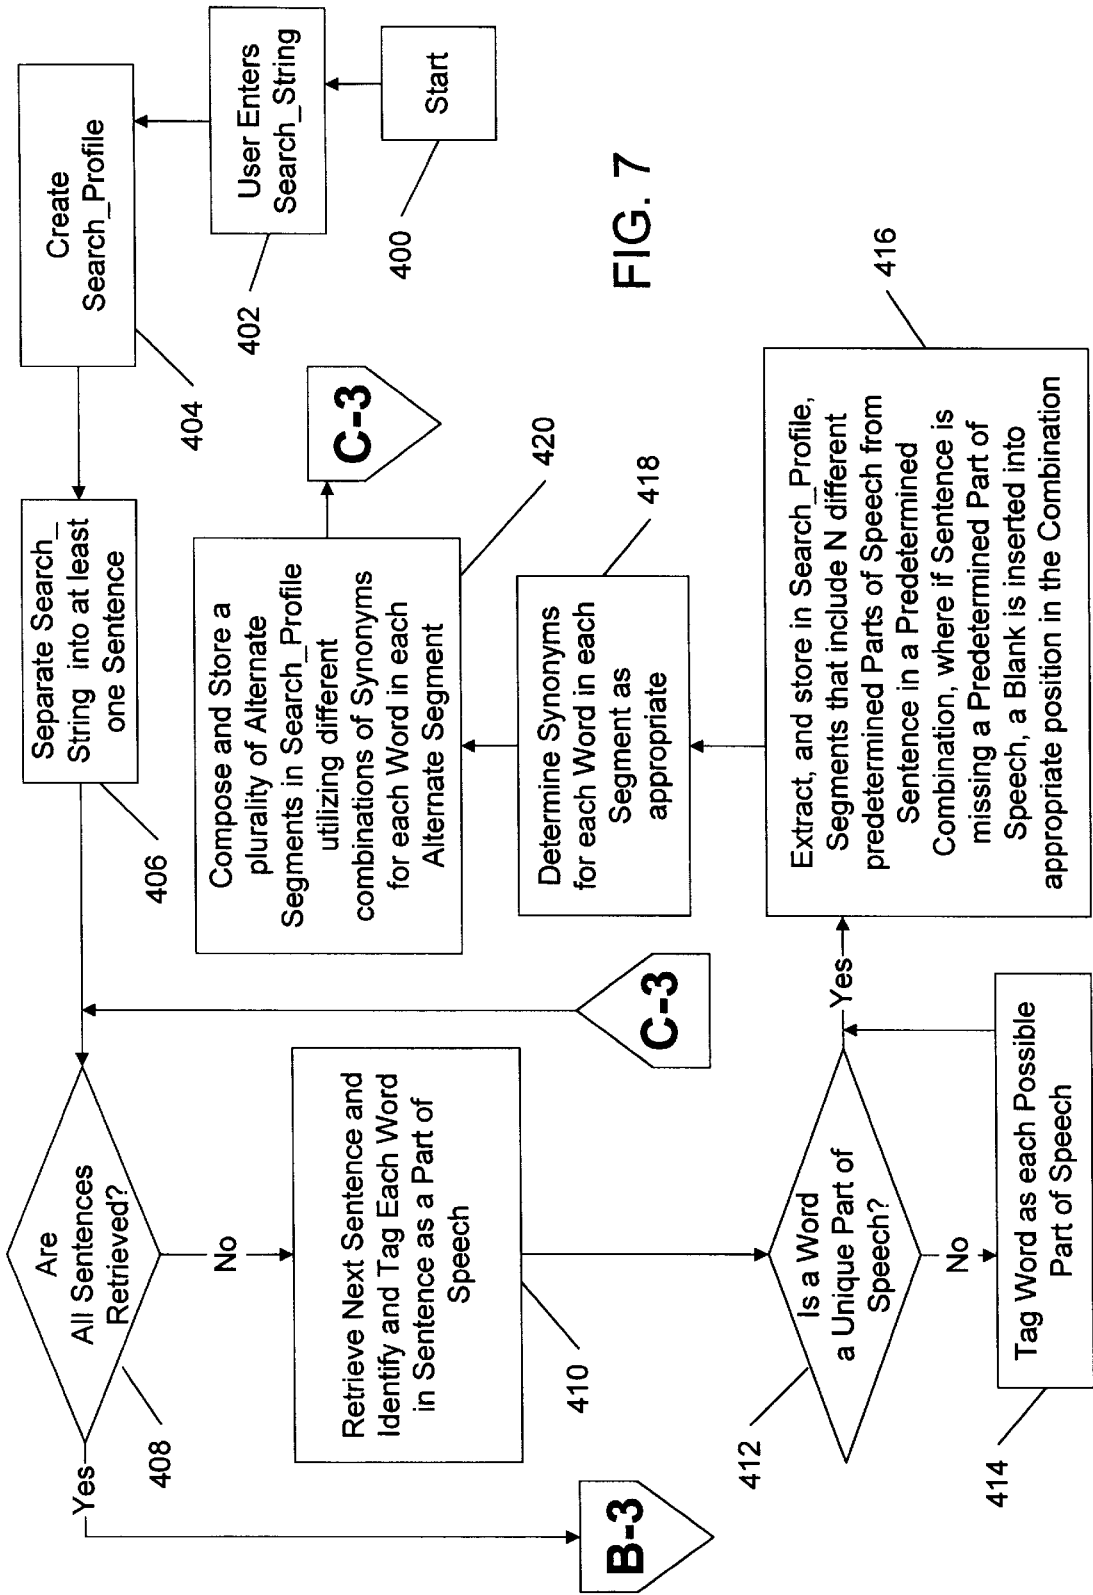 Start
400
User Enters
Search_String
402
Create
Search_Profile
404
Separate Search_
String into at least
one Sentence
406
Are
All Sentences
Retrieved?
408
Yes
B-3
No
Retrieve Next Sentence and
Identify and Tag Each Word
in Sentence as a Part of
Speech
410
Is a Word
a Unique Part of
Speech?
412
No
Tag Word as each Possible
Part of Speech
414
Yes
Extract, and store in Search_Profile,
Segments that include N different
predetermined Parts of Speech from
Sentence in a Predetermined
Combination, where if Sentence is
missing a Predetermined Part of
Speech, a Blank is inserted into
appropriate position in the Combination
416
Determine Synonyms
for each Word in each
Segment as
appropriate
418
Compose and Store a
plurality of Alternate
Segments in Search_Profile
utilizing different
combinations of Synonyms
for each Word in each
Alternate Segment
420
C-3
C-3
FIG. 7